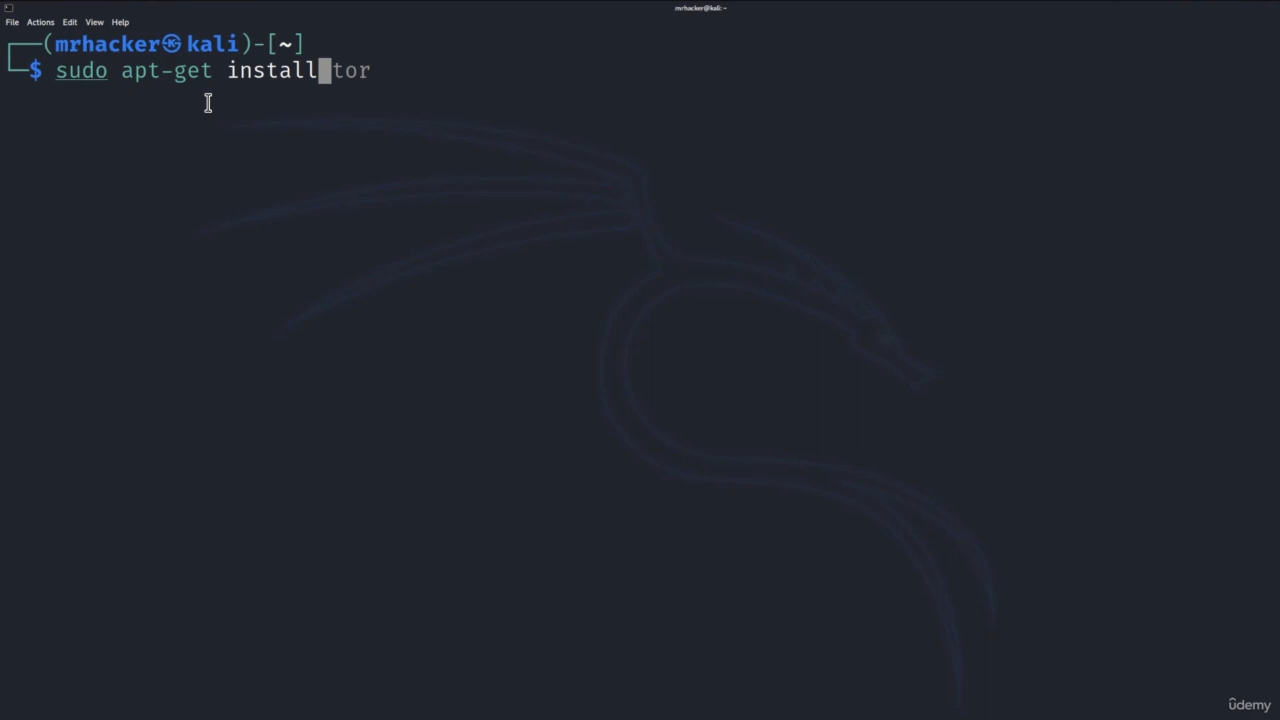 mrhacker@kali: ~
File Actions Edit View Help
(mrhacker㉿kali)-[~]
$ sudo apt-get install tor
ûdemy